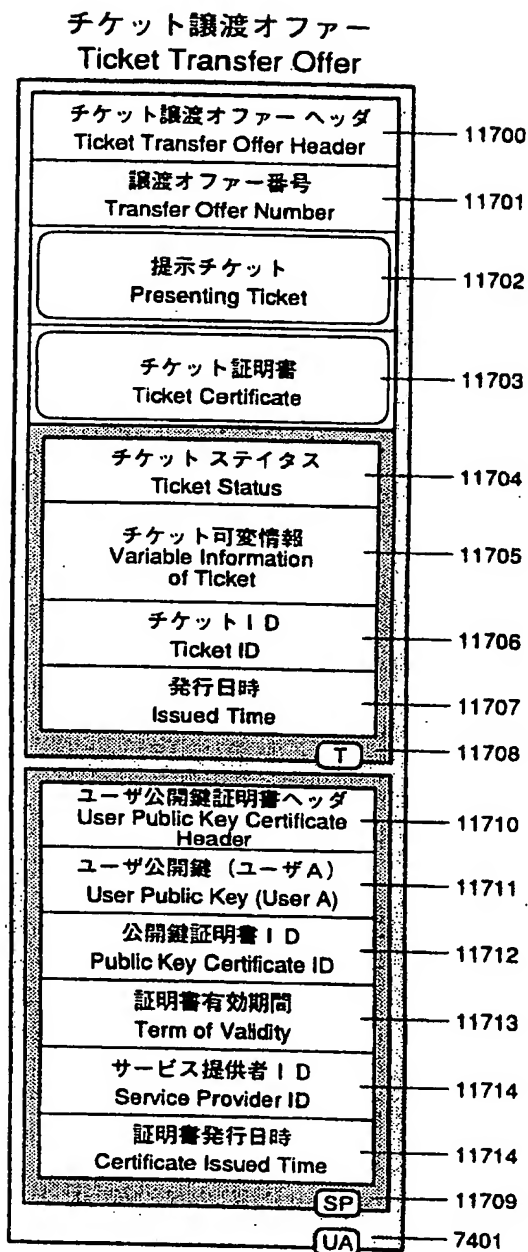 チケット譲渡オファー
Ticket Transfer Offer
チケット譲渡オファー ヘッダ
Ticket Transfer Offer Header
11700
譲渡オファー番号
Transfer Offer Number
11701
提示チケット
Presenting Ticket
11702
チケット証明書
Ticket Certificate
11703
チケット ステイタス
Ticket Status
11704
チケット可変情報
Variable Information
of Ticket
11705
チケットID
Ticket ID
11706
発行日時
Issued Time
11707
T
11708
ユーザ公開鍵証明書ヘッダ
User Public Key Certificate
Header
11710
ユーザ公開鍵（ユーザA）
User Public Key (User A)
11711
公開鍵証明書ID
Public Key Certificate ID
11712
証明書有効期間
Term of Validity
11713
サービス提供者ID
Service Provider ID
11714
証明書発行日時
Certificate Issued Time
11714
SP
11709
UA
7401